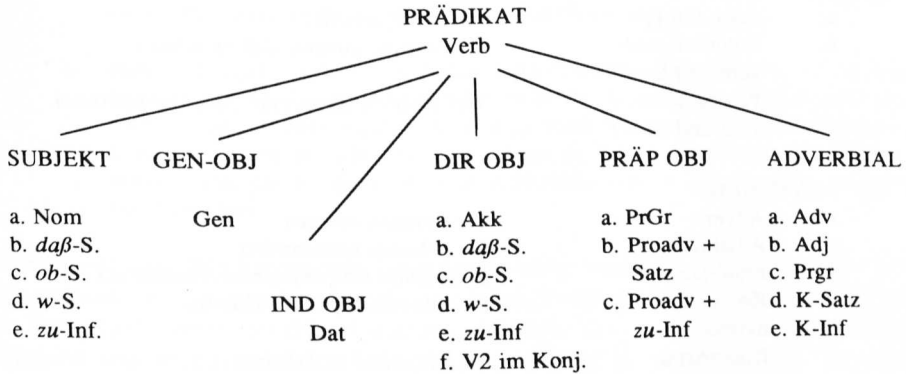 PRÄDIKAT
Verb
SUBJEKT GEN-OBJ DIR OBJ PRÄP OBJ ADVERBIAL
a. Nom Gen a. Akk a. PrGr a. Adv
b. daß-S. b. daß-S. b. Proadv + b. Adj
c. ob-S. c. ob-S. Satz c. Prgr
d. w-S. IND OBJ d. w-S. c. Proadv + d. K-Satz
e. zu-Inf. Dat e. zu-Inf zu-Inf e. K-Inf
f. V2 im Konj.